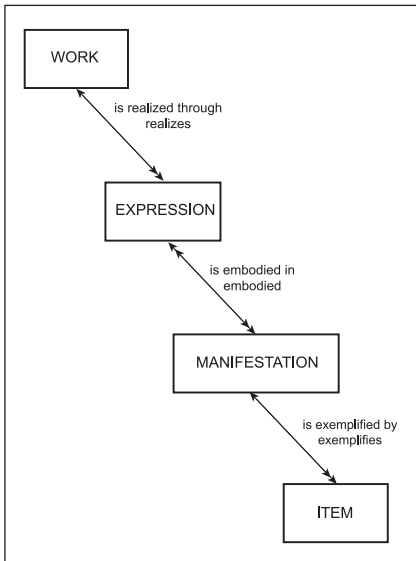 WORK
is realized through
realizes
EXPRESSION
is embodied in
embodied
MANIFESTATION
is exemplified by
exemplifies
ITEM